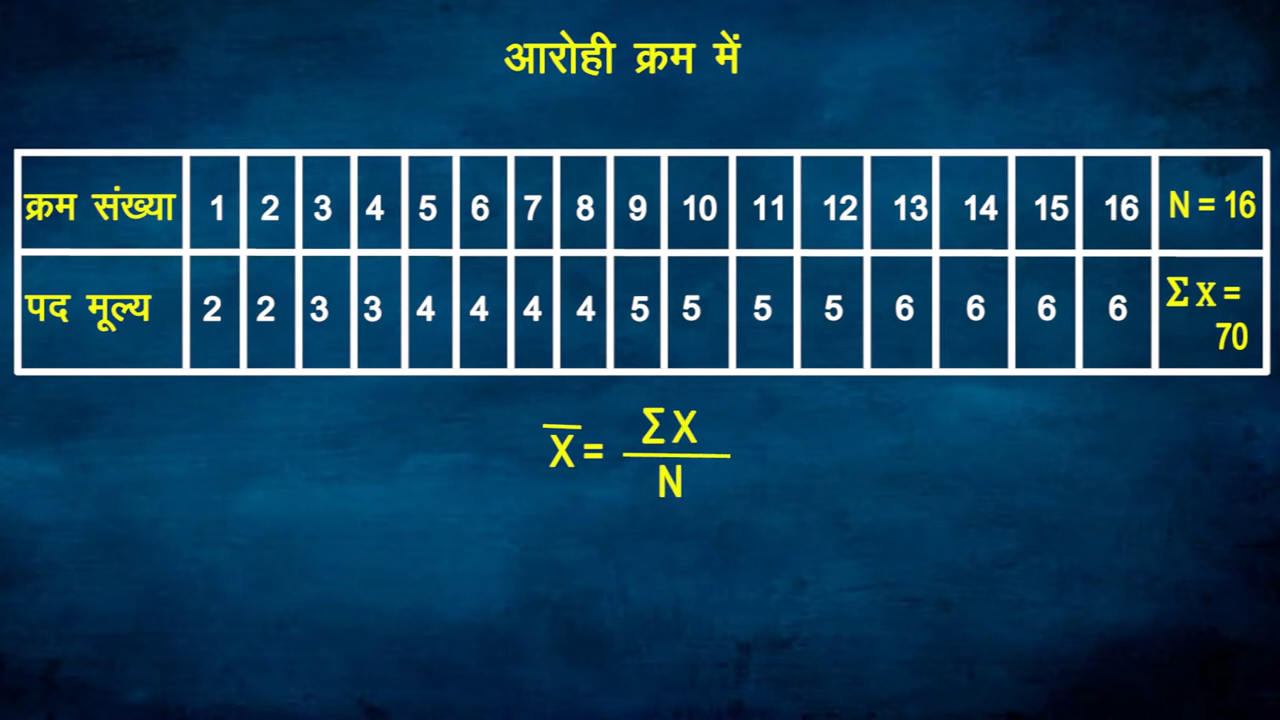 आरोही क्रम में
क्रम संख्या 1 2 3 4 5 6 7 8 9 10 11 12 13 14 15 16 N = 16
पद मूल्य 2 2 3 3 4 4 4 4 5 5 5 5 6 6 6 6 Σ X = 70
X̅ = Σ X / N